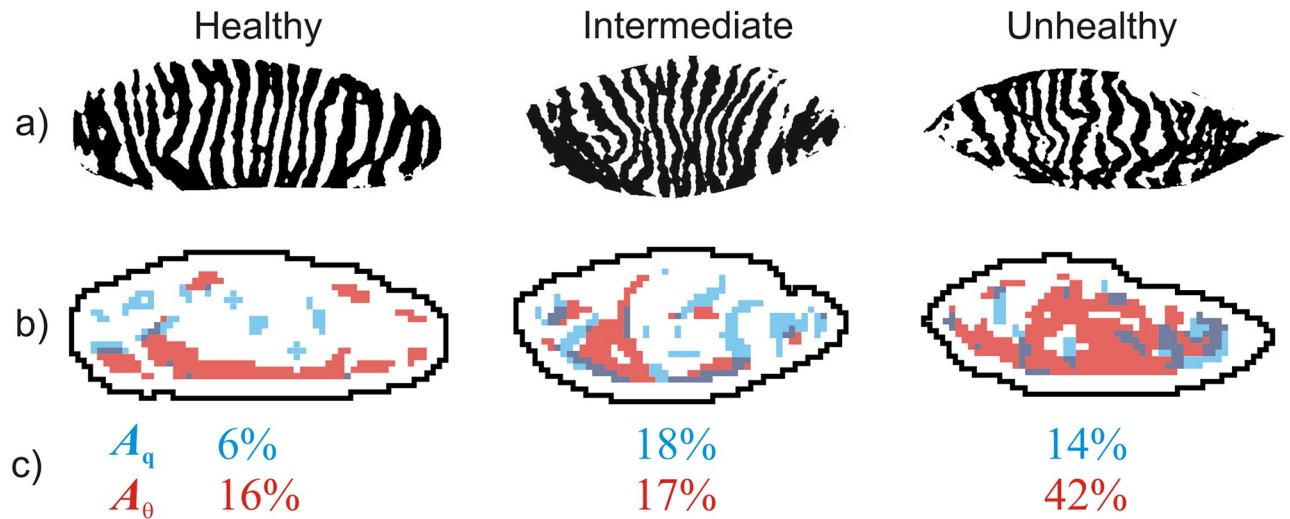 Healthy Intermediate Unhealthy
a)
b)
c)
Aq 6% 18% 14%
Aθ 16% 17% 42%